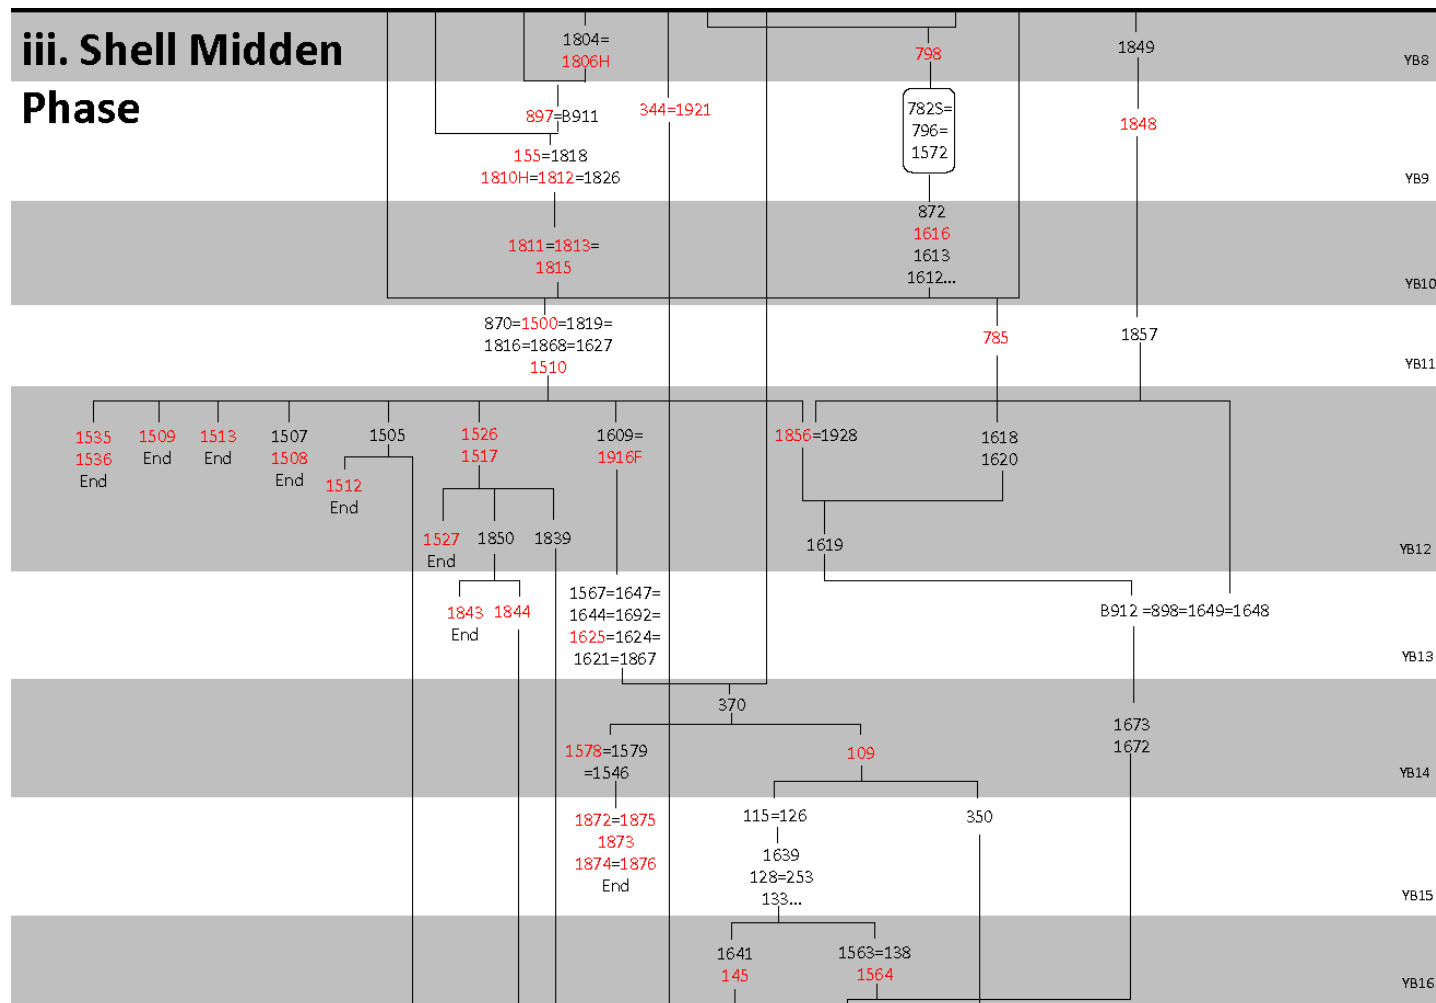 iii. Shell Midden
Phase
1804=
1806H
798
1849
YB8
897=B911
344=1921
782S=
796=
1572
1848
155=1818
1810H=1812=1826
YB9
872
1616
1613
1612...
1811=1813=
1815
YB10
870=1500=1819=
1816=1868=1627
1510
785
1857
YB11
1535
1536
End
1509
End
1513
End
1507
1508
End
1505
1512
End
1526
1517
1609=
1916F
1856=1928
1618
1620
1527
End
1850
1839
1619
YB12
1843
End
1844
1567=1647=
1644=1692=
1625=1624=
1621=1867
B912 =898=1649=1648
YB13
370
1578=1579
=1546
109
1673
1672
YB14
1872=1875
1873
1874=1876
End
115=126
350
1639
128=253
133...
YB15
1641
145
1563=138
1564
YB16